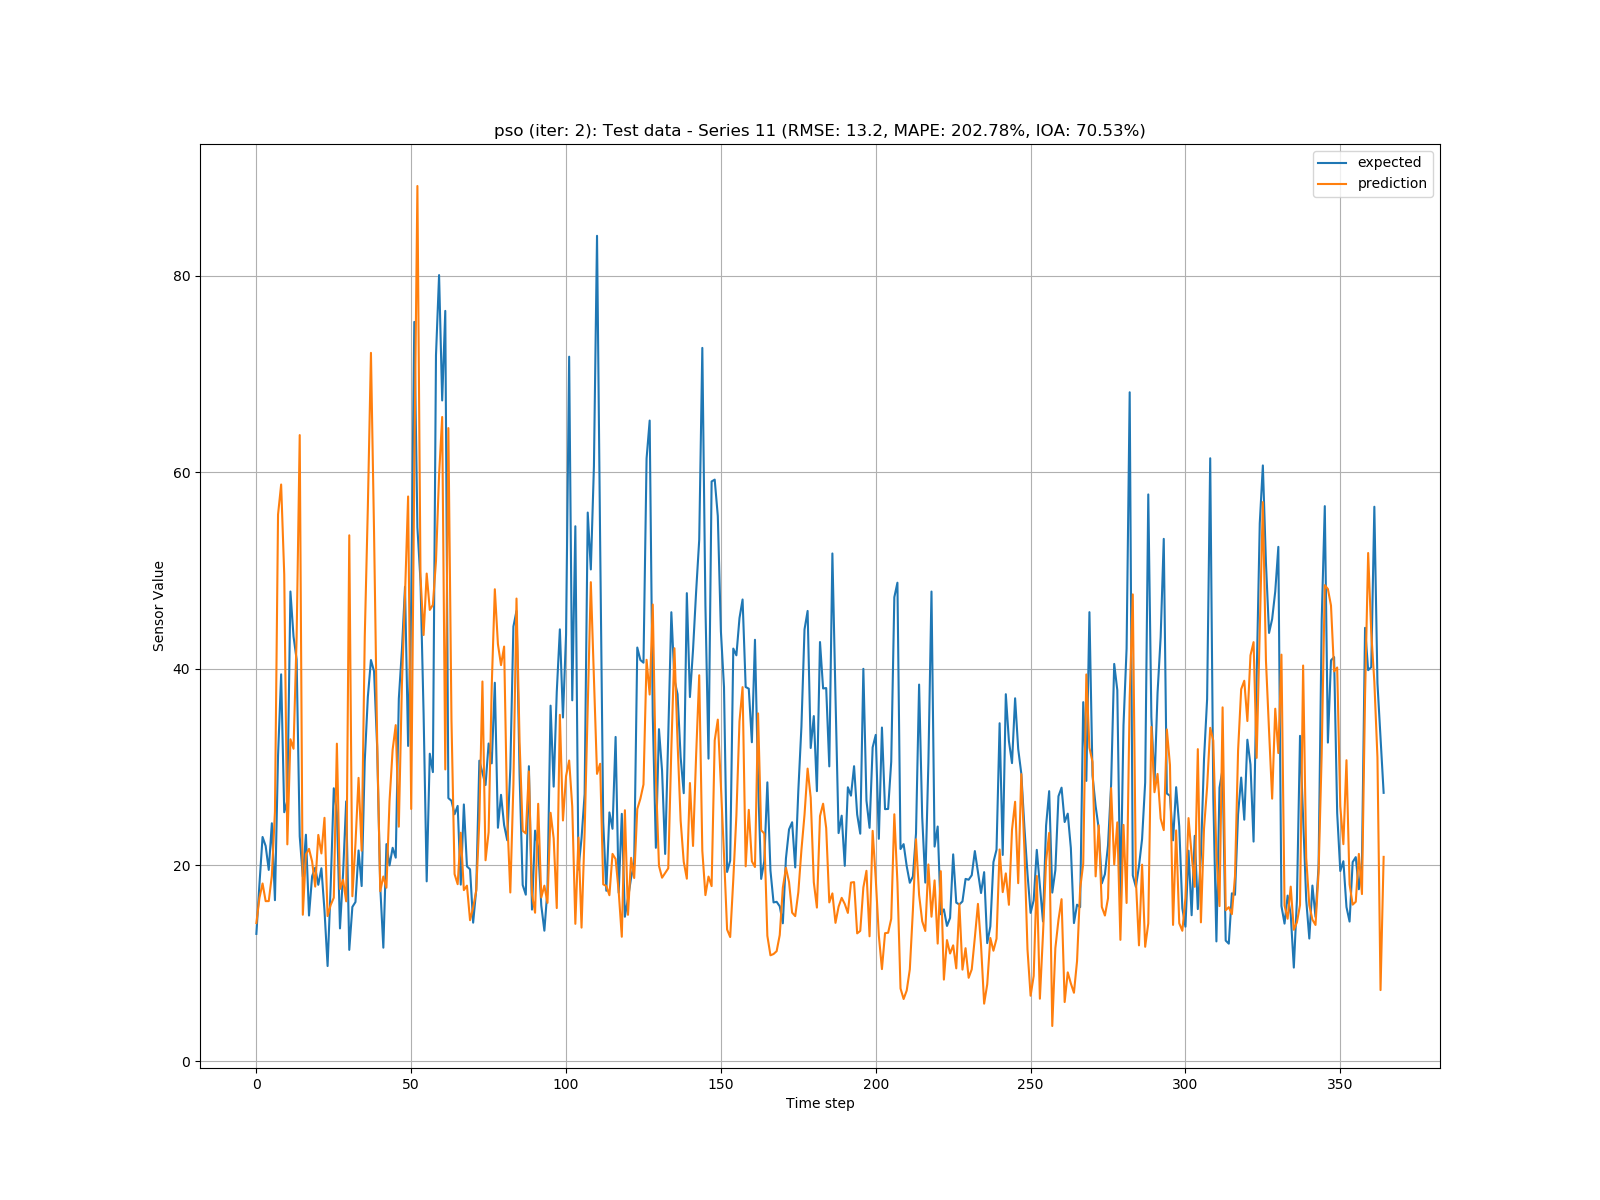 pso (iter: 2): Test data - Series 11 (RMSE: 13.2, MAPE: 202.78%, IOA: 70.53%)
expected
prediction
80
60
40
20
0
Sensor Value
0 50 100 150 200 250 300 350
Time step